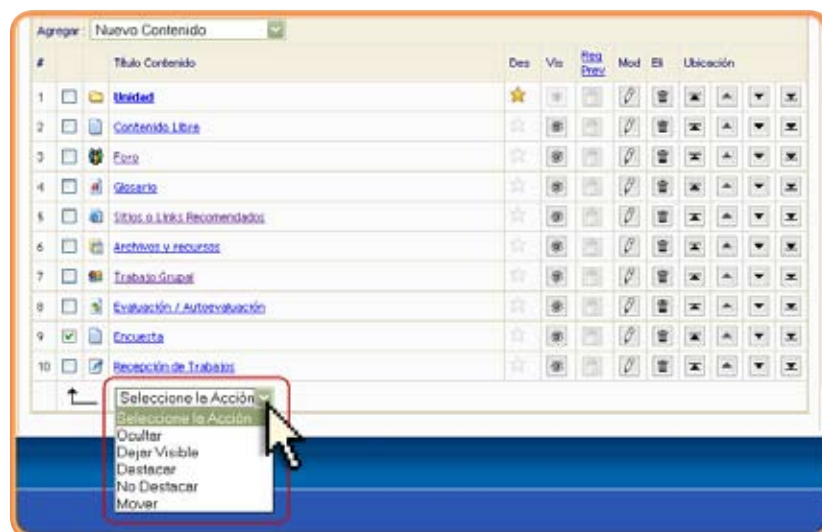 Agregar: Nuevo Contenido
# Título Contenido Des Vis Req Prev Mod Eli Ubicación
1 Unidad
2 Contenido Libre
3 Foro
4 Glosario
5 Sitios o Links Recomendados
6 Archivos y recursos
7 Trabajo Grupal
8 Evaluación / Autoevaluación
9 Encuesta
10 Recepción de Trabajos
Seleccione la Acción
Seleccione la Acción
Ocultar
Dejar Visible
Destacar
No Destacar
Mover